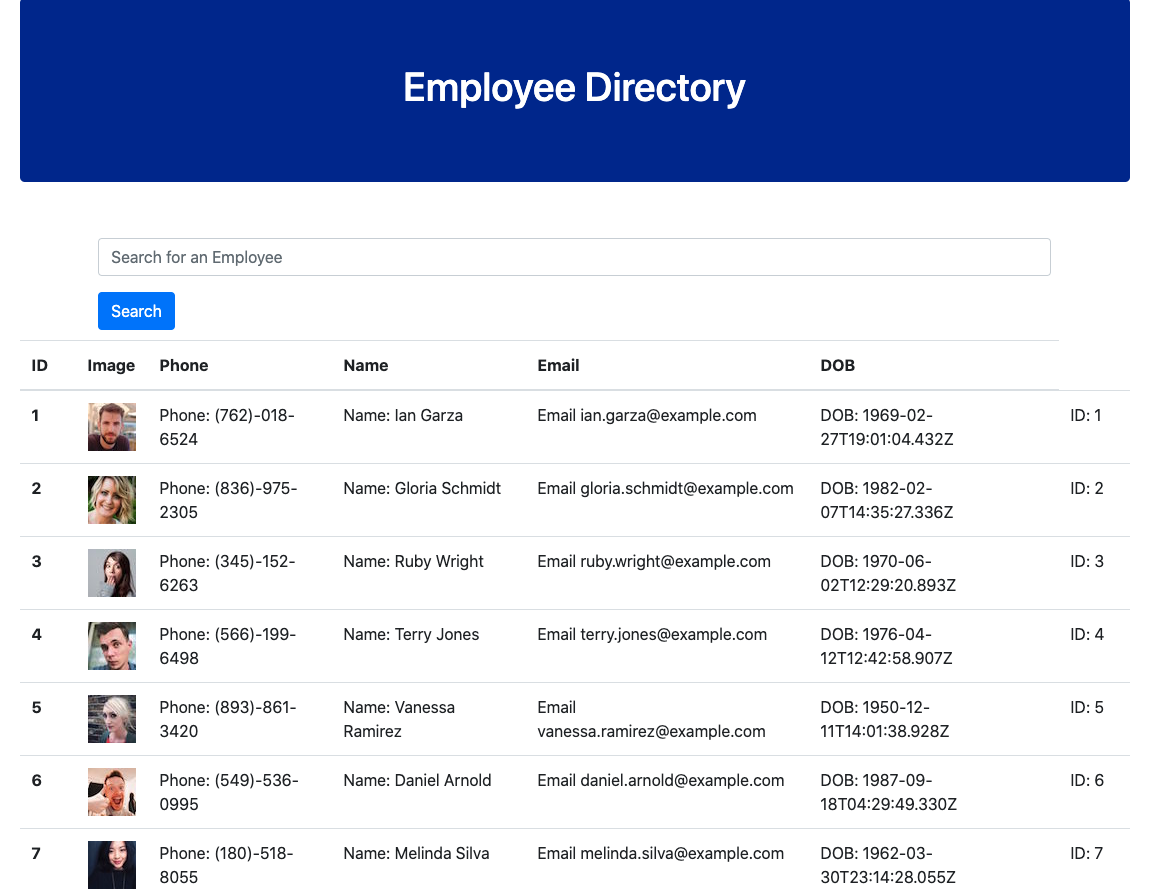 Employee Directory
Search for an Employee
Search
ID Image Phone Name Email DOB
1 Phone: (762)-018- Name: Ian Garza Email ian.garza@example.com DOB: 1969-02- ID: 1
6524 27T19:01:04.432Z
2 Phone: (836)-975- Name: Gloria Schmidt Email gloria.schmidt@example.com DOB: 1982-02- ID: 2
2305 07T14:35:27.336Z
3 Phone: (345)-152- Name: Ruby Wright Email ruby.wright@example.com DOB: 1970-06- ID: 3
6263 02T12:29:20.893Z
4 Phone: (566)-199- Name: Terry Jones Email terry.jones@example.com DOB: 1976-04- ID: 4
6498 12T12:42:58.907Z
5 Phone: (893)-861- Name: Vanessa Email DOB: 1950-12- ID: 5
3420 Ramirez vanessa.ramirez@example.com 11T14:01:38.928Z
6 Phone: (549)-536- Name: Daniel Arnold Email daniel.arnold@example.com DOB: 1987-09- ID: 6
0995 18T04:29:49.330Z
7 Phone: (180)-518- Name: Melinda Silva Email melinda.silva@example.com DOB: 1962-03- ID: 7
8055 30T23:14:28.055Z